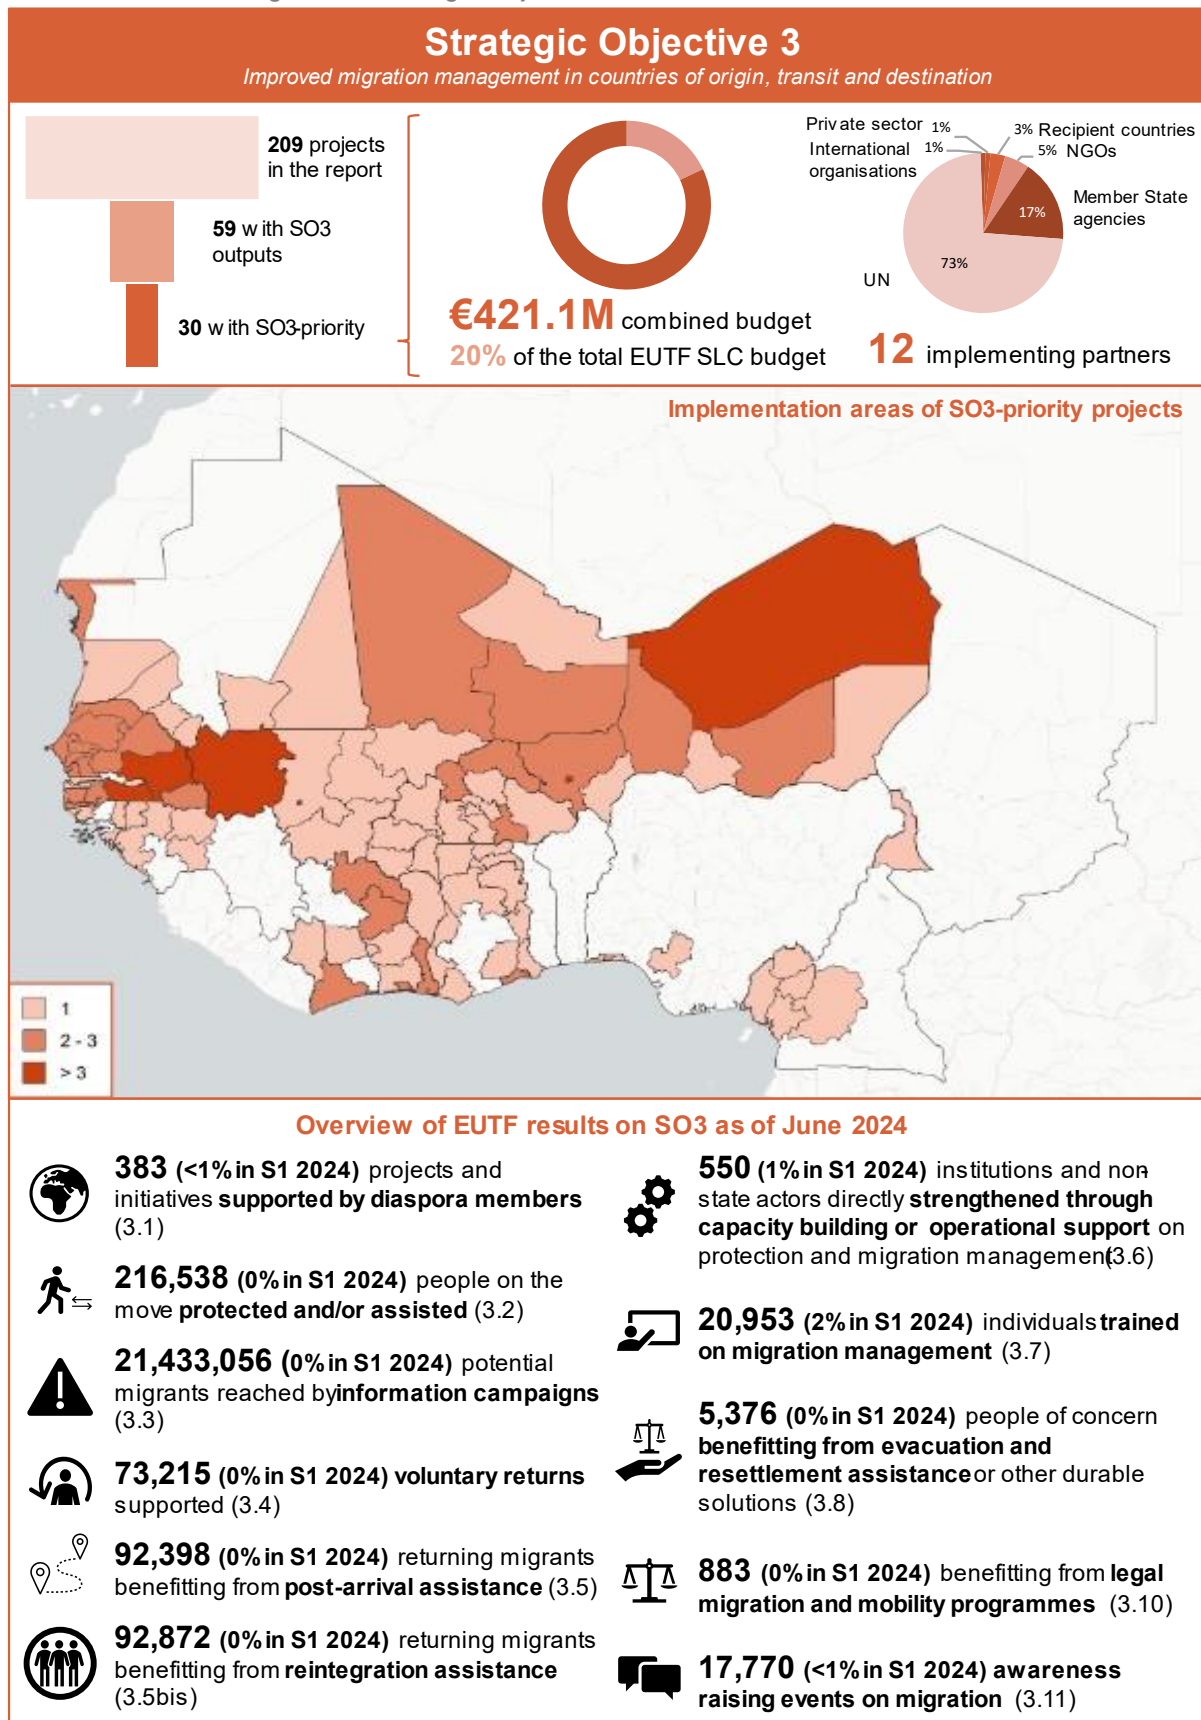 Strategic Objective 3
Improved migration management in countries of origin, transit and destination
209 projects
in the report
59 with SO3
outputs
30 with SO3-priority
€421.1M combined budget
20% of the total EUTF SLC budget
Private sector 1%
International 1%
organisations
3% Recipient countries
5% NGOs
Member State
agencies
17%
73%
UN
12 implementing partners
Implementation areas of SO3-priority projects
1
2 - 3
> 3
Overview of EUTF results on SO3 as of June 2024
383 (<1% in S1 2024) projects and
initiatives supported by diaspora members
(3.1)
216,538 (0% in S1 2024) people on the
move protected and/or assisted (3.2)
21,433,056 (0% in S1 2024) potential
migrants reached by information campaigns
(3.3)
73,215 (0% in S1 2024) voluntary returns
supported (3.4)
92,398 (0% in S1 2024) returning migrants
benefitting from post-arrival assistance (3.5)
92,872 (0% in S1 2024) returning migrants
benefitting from reintegration assistance
(3.5bis)
550 (1% in S1 2024) institutions and non-
state actors directly strengthened through
capacity building or operational support on
protection and migration management (3.6)
20,953 (2% in S1 2024) individuals trained
on migration management (3.7)
5,376 (0% in S1 2024) people of concern
benefitting from evacuation and
resettlement assistance or other durable
solutions (3.8)
883 (0% in S1 2024) benefitting from legal
migration and mobility programmes (3.10)
17,770 (<1% in S1 2024) awareness
raising events on migration (3.11)